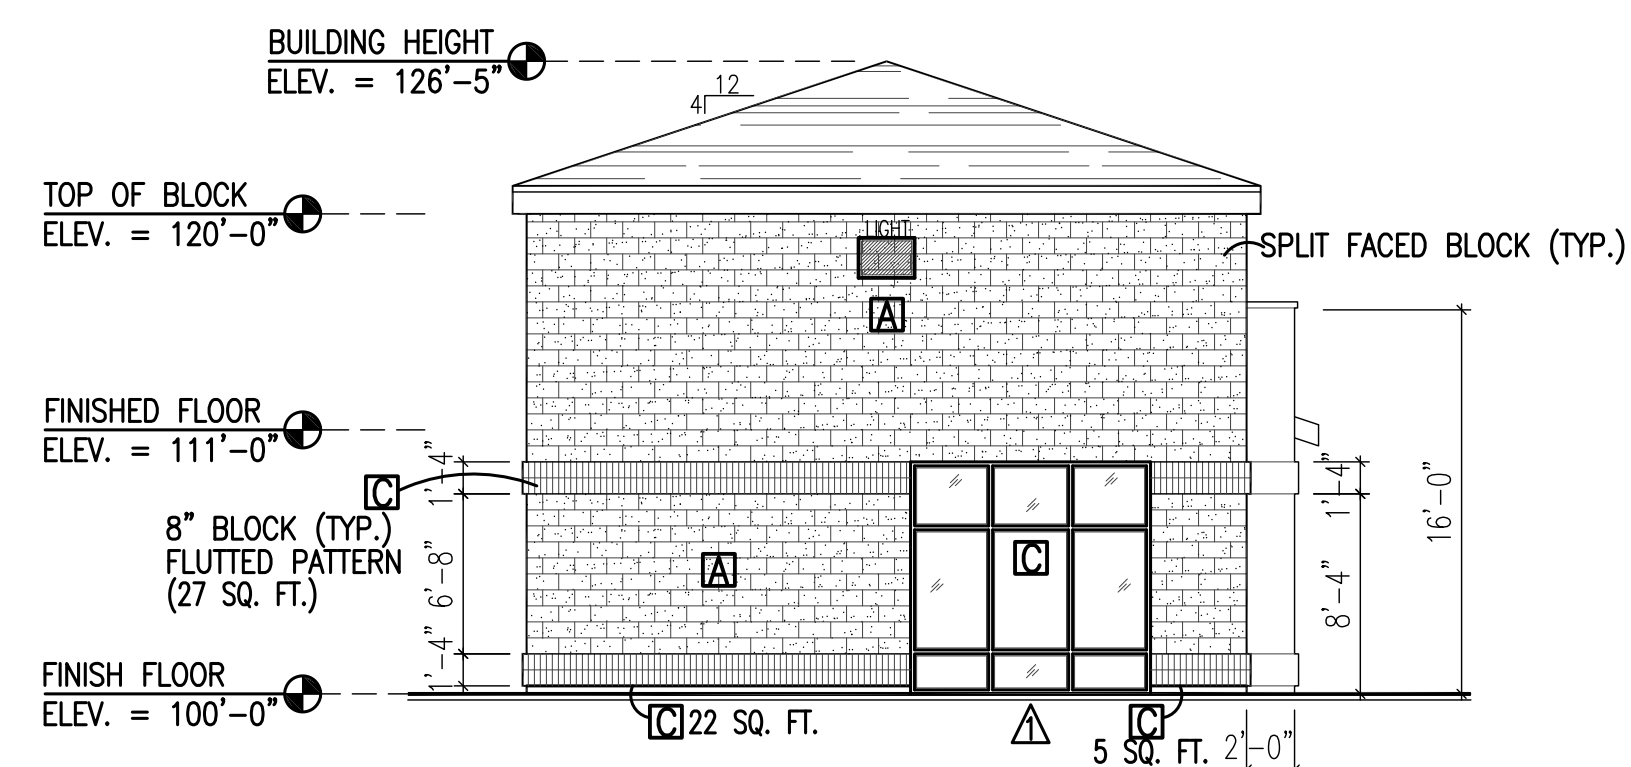 BUILDING HEIGHT
ELEV. = 126'-5"
12
4
TOP OF BLOCK
ELEV. = 120'-0"
LIGHT
SPLIT FACED BLOCK (TYP.)
A
FINISHED FLOOR
ELEV. = 111'-0"
1'-4"
C
8" BLOCK (TYP.)
FLUTTED PATTERN
(27 SQ. FT.)
6'-8"
A
C
1'-4"
8'-4"
16'-0"
1'-4"
FINISH FLOOR
ELEV. = 100'-0"
C 22 SQ. FT.
1
C
5 SQ. FT.
2'-0"